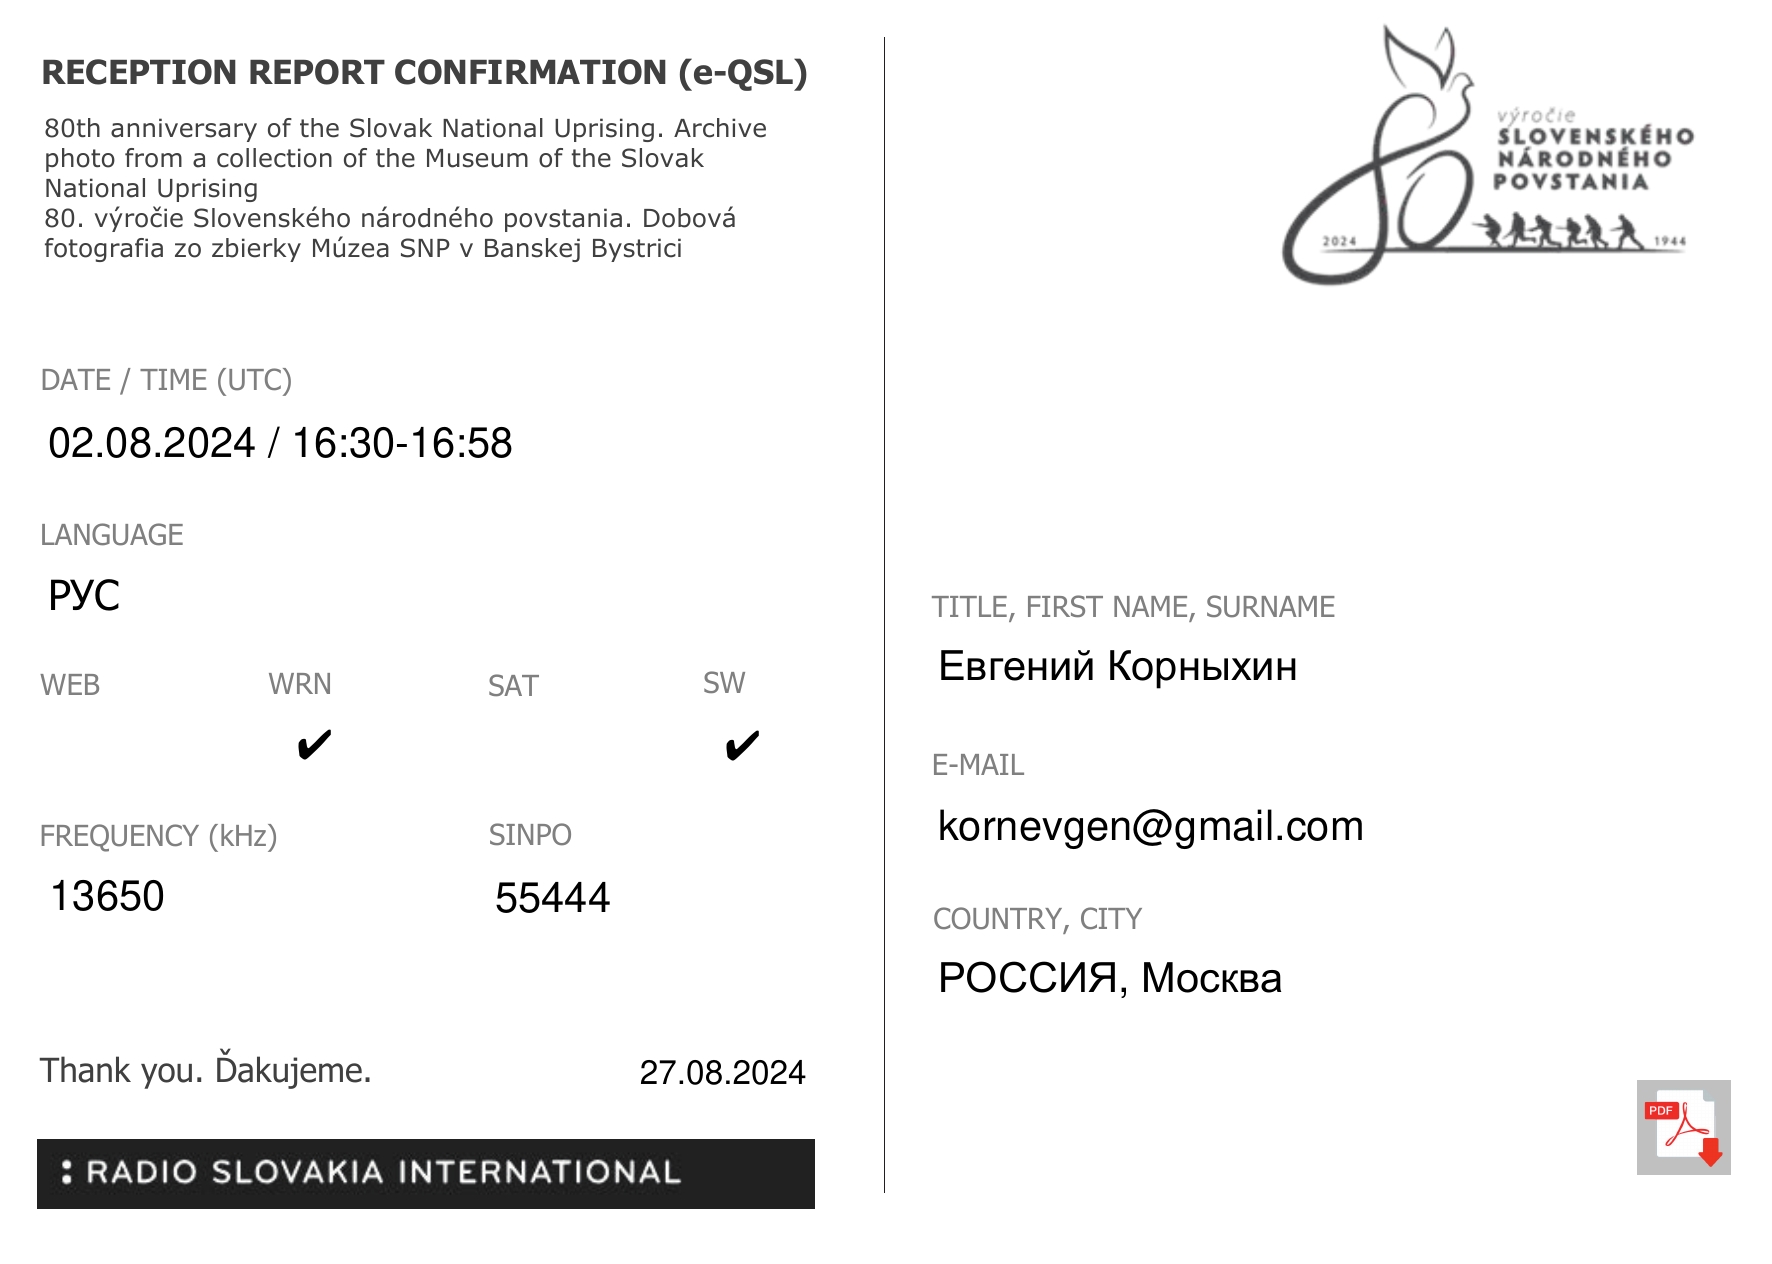 RECEPTION REPORT CONFIRMATION (e-QSL)
80th anniversary of the Slovak National Uprising. Archive
photo from a collection of the Museum of the Slovak
National Uprising
80. výročie Slovenského národného povstania. Dobová
fotografia zo zbierky Múzea SNP v Banskej Bystrici
DATE / TIME (UTC)
02.08.2024 / 16:30-16:58
LANGUAGE
РУС
WEB WRN SAT SW
✔ ✔
FREQUENCY (kHz) SINPO
13650 55444
Thank you. Ďakujeme. 27.08.2024
: RADIO SLOVAKIA INTERNATIONAL
80
výročie
SLOVENSKÉHO
NÁRODNÉHO
POVSTANIA
2024 1944
TITLE, FIRST NAME, SURNAME
Евгений Корныхин
E-MAIL
kornevgen@gmail.com
COUNTRY, CITY
РОССИЯ, Москва
PDF